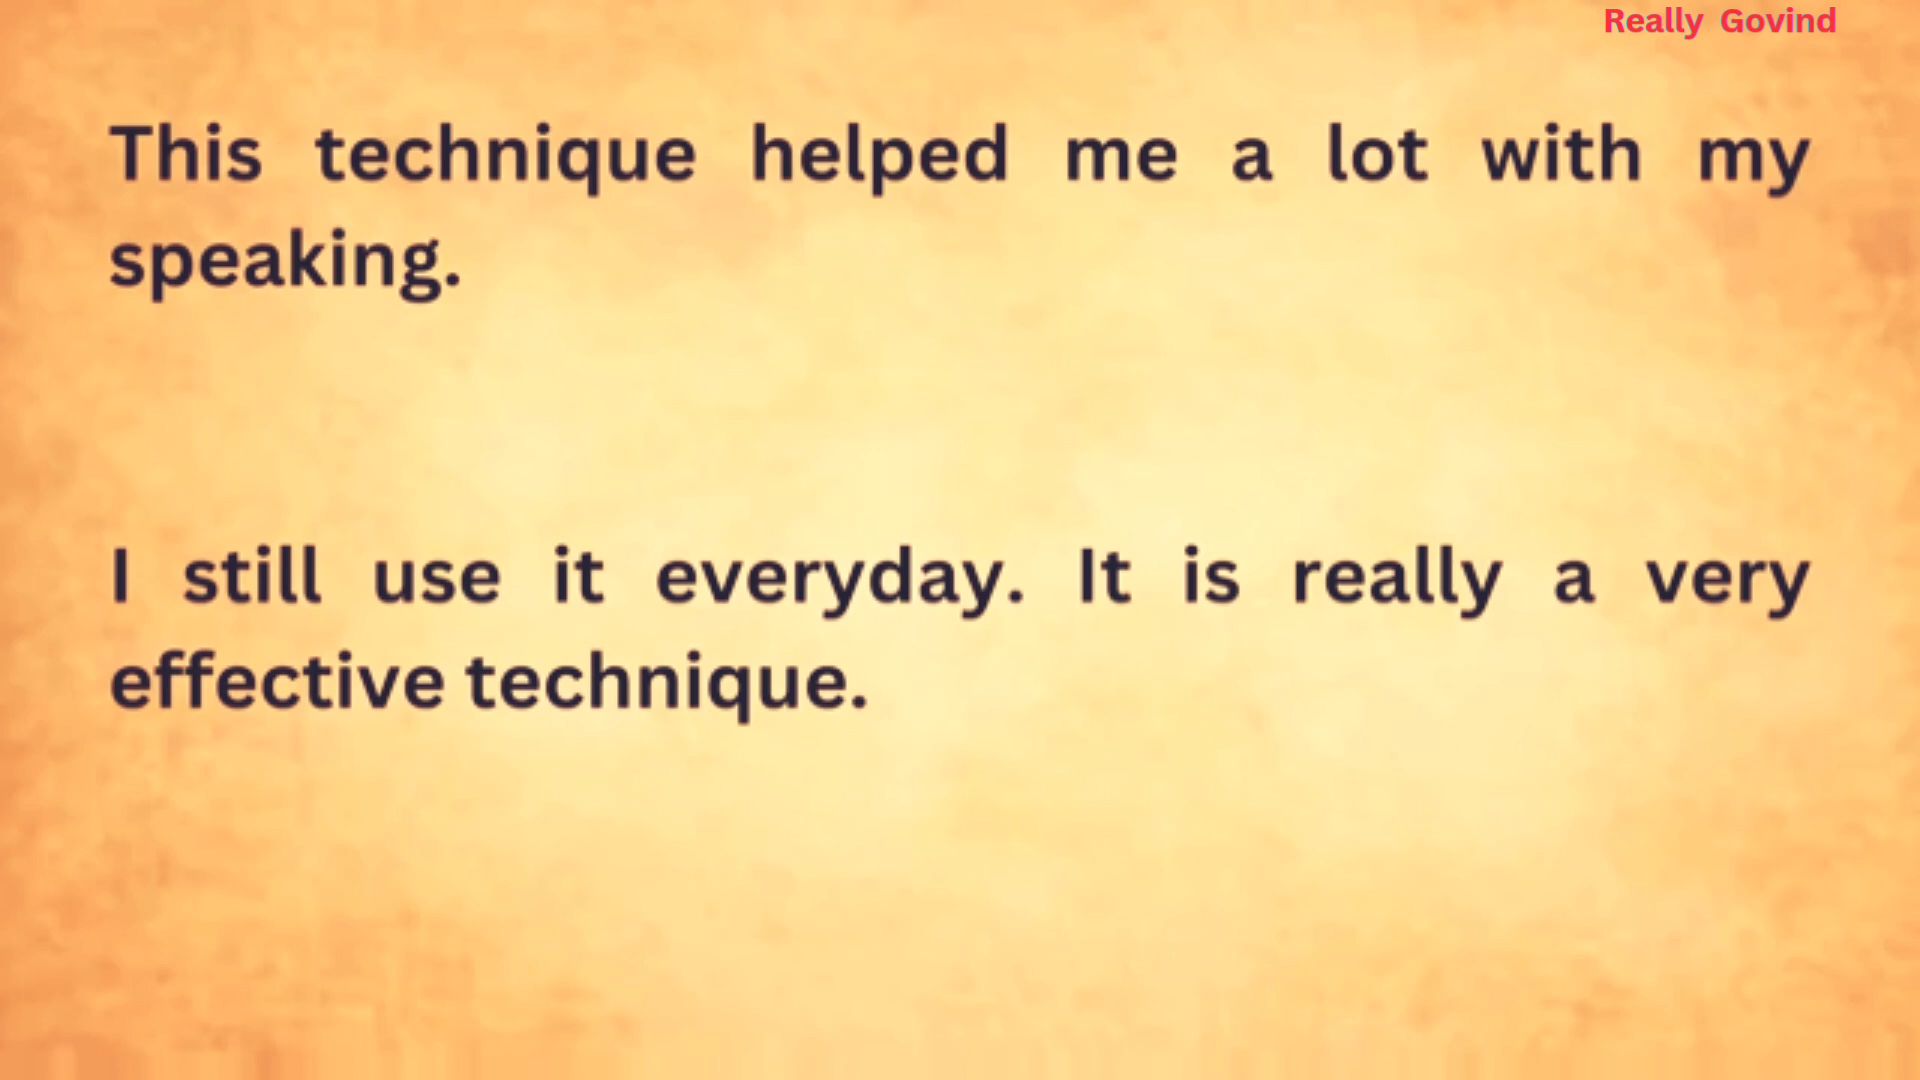 Really Govind
This technique helped me a lot with my
speaking.
I still use it everyday. It is really a very
effective technique.